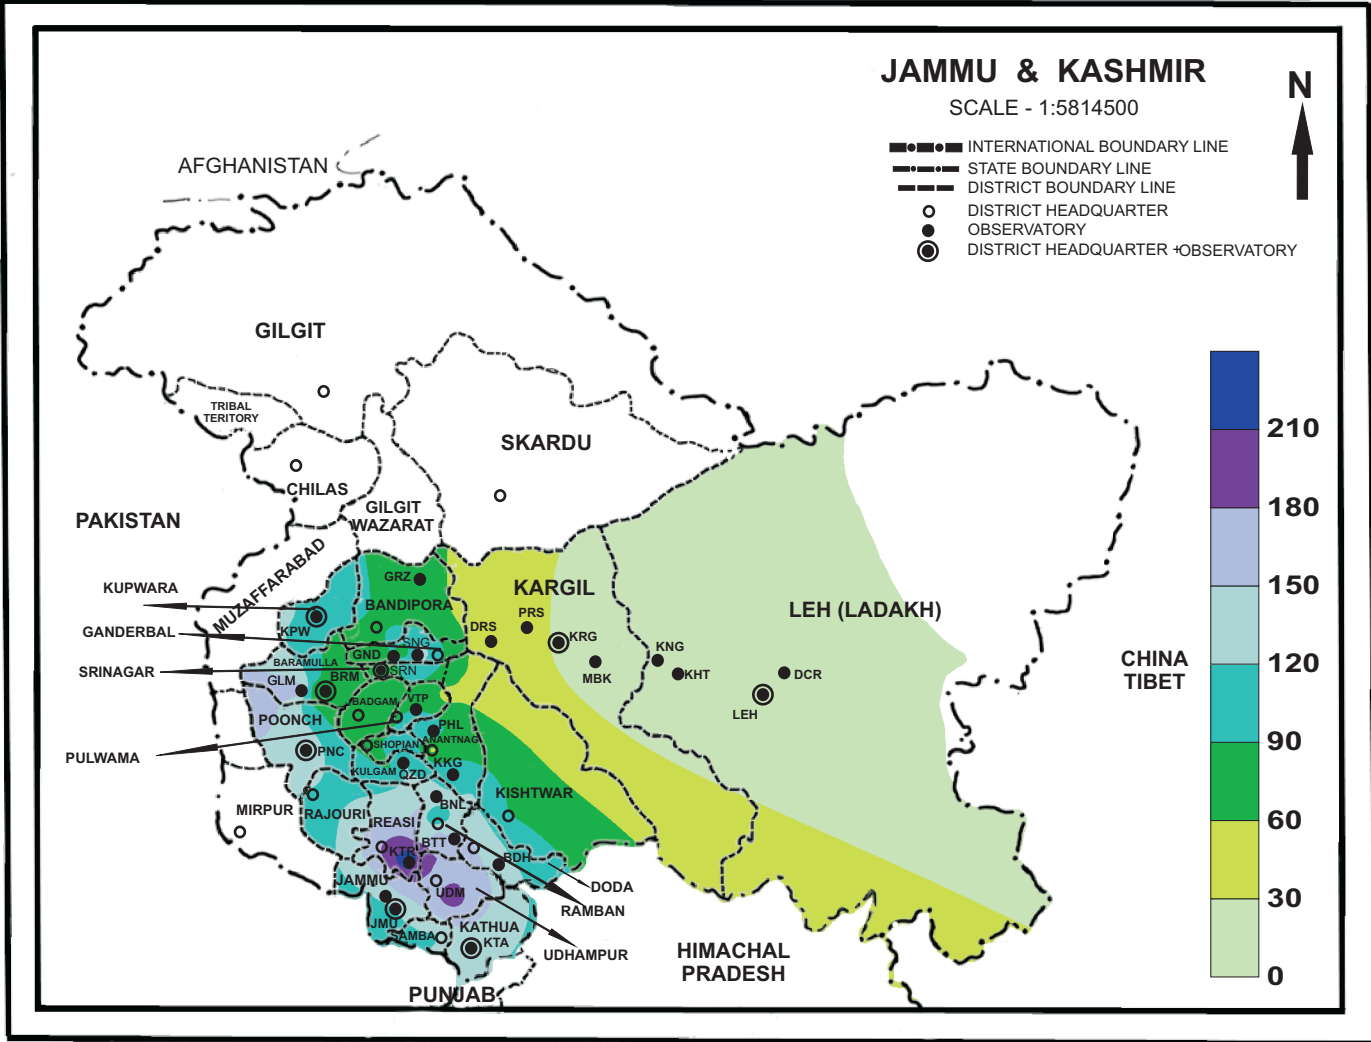 JAMMU & KASHMIR
N
SCALE - 1:5814500
INTERNATIONAL BOUNDARY LINE
STATE BOUNDARY LINE
DISTRICT BOUNDARY LINE
DISTRICT HEADQUARTER
OBSERVATORY
DISTRICT HEADQUARTER +OBSERVATORY
AFGHANISTAN
GILGIT
TRIBAL
TERITORY
SKARDU
CHILAS
GILGIT
WAZARAT
PAKISTAN
MUZAFFARABAD
KUPWARA
GANDERBAL
SRINAGAR
PULWAMA
GRZ
BANDIPORA
KPW
KARGIL
PRS
DRS
KRG
MBK
LEH (LADAKH)
KNG
KHT
DCR
LEH
CHINA
TIBET
SNG
GND
SRN
BARAMULLA
BRM
GLM
BADGAM
VTP
POONCH
PHL
ANANTNAG
PNC
SHOPIAN
KULGAM
QZD
KKG
KISHTWAR
MIRPUR
RAJOURI
BNL
REASI
BTT
KTR
BDH
JAMMU
UDM
DODA
RAMBAN
JMU
SAMBA
KATHUA
KTA
UDHAMPUR
HIMACHAL
PRADESH
PUNJAB
210
180
150
120
90
60
30
0